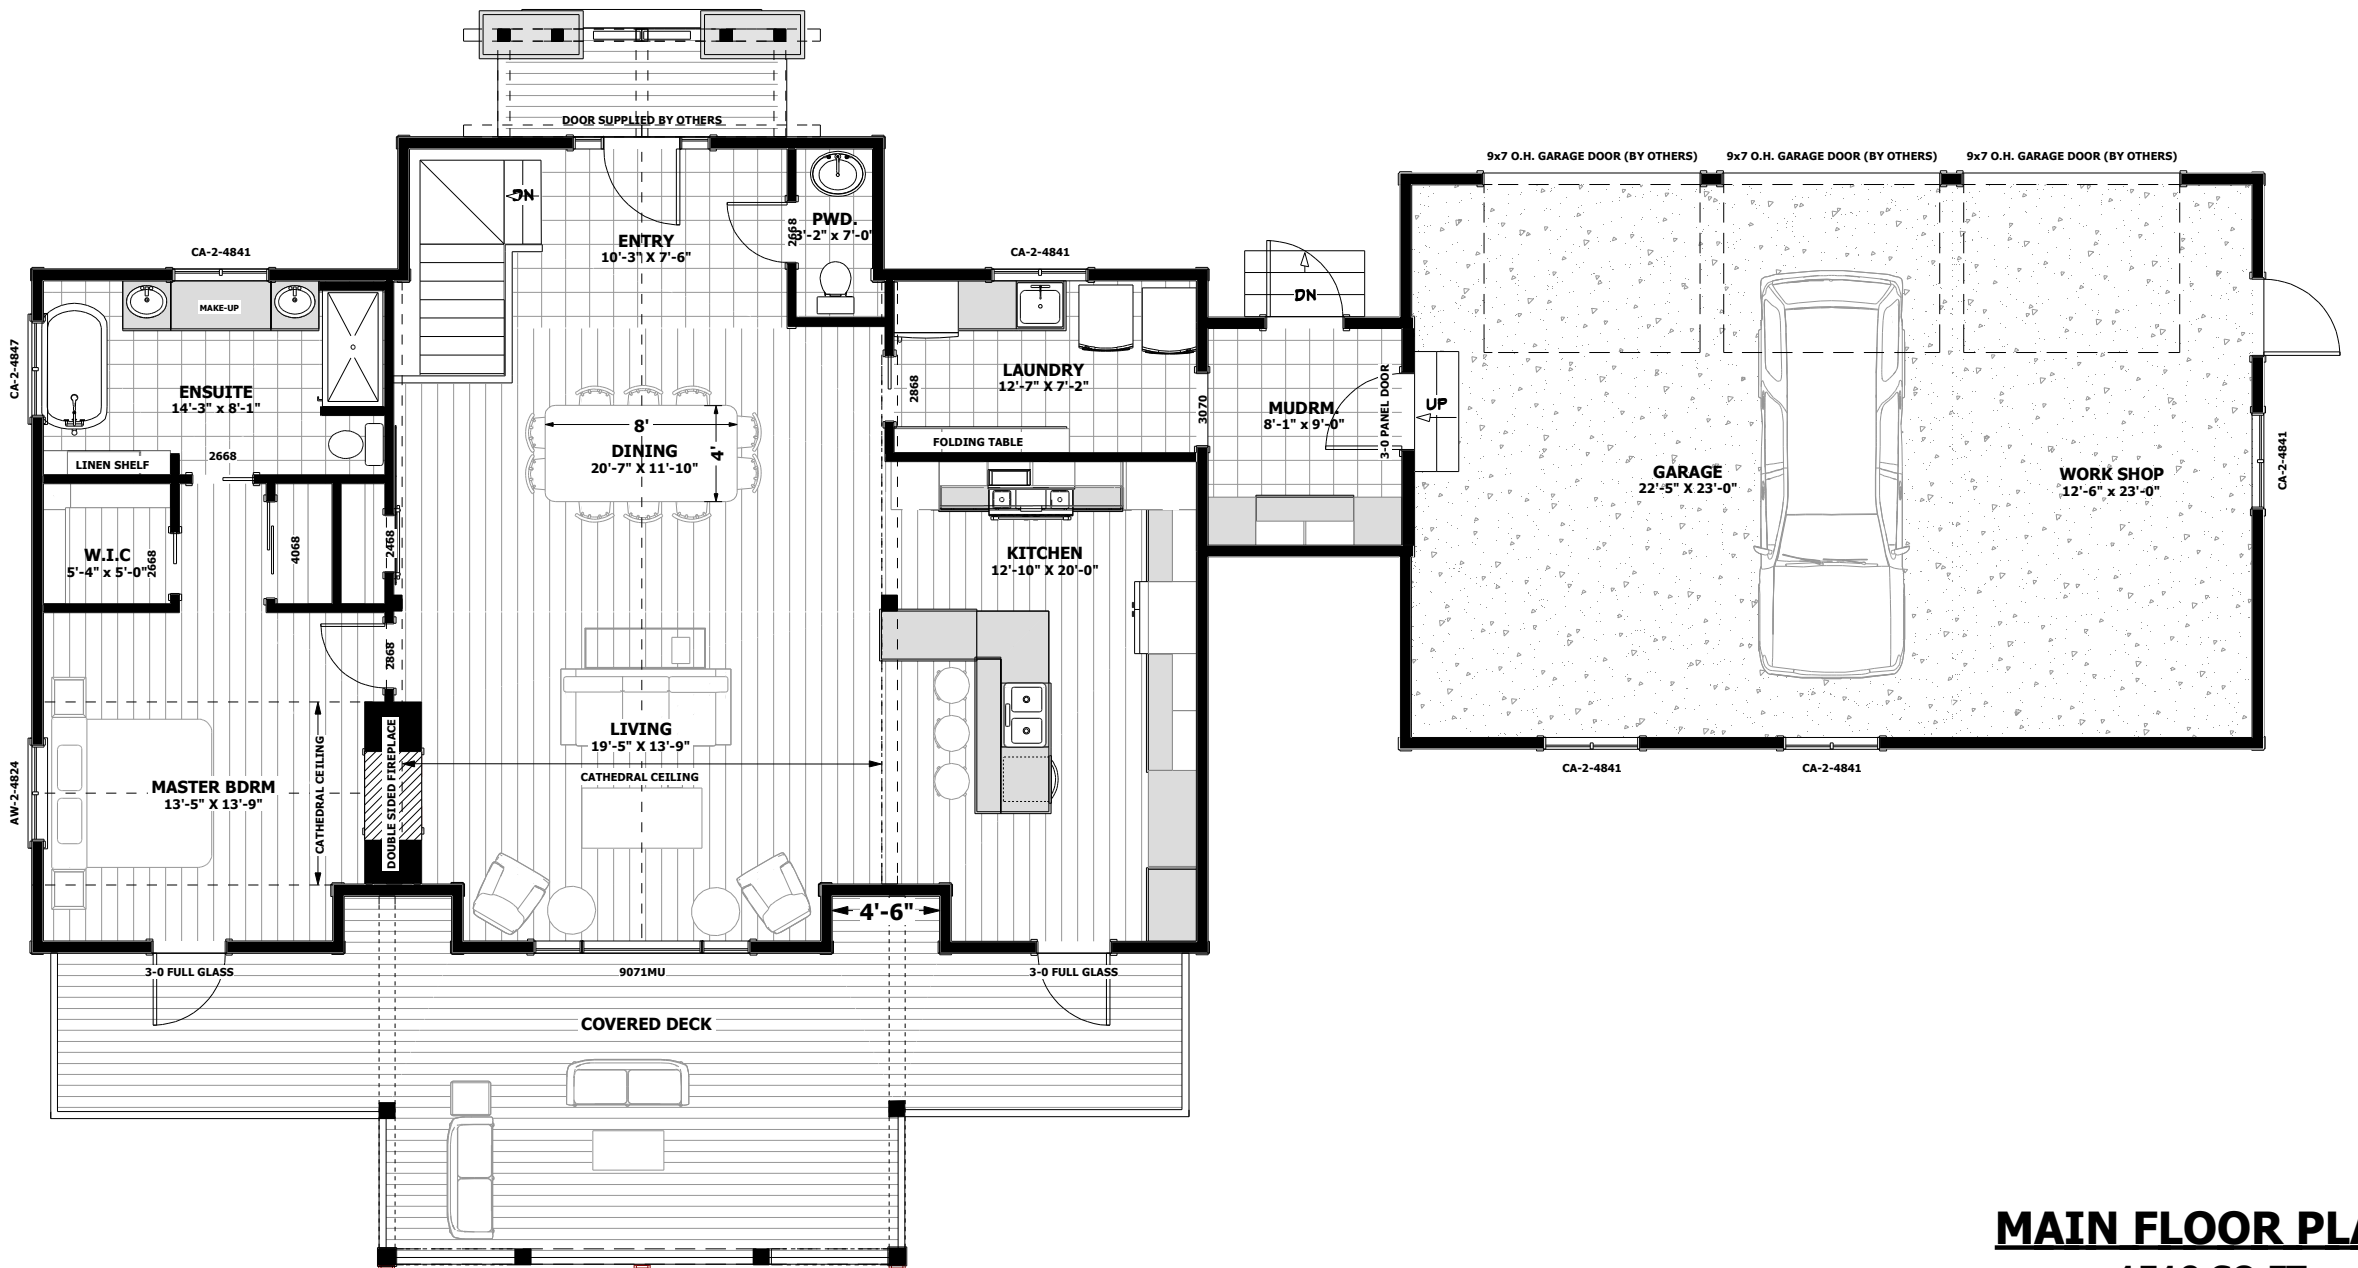 DOOR SUPPLIED BY OTHERS
9x7 O.H. GARAGE DOOR (BY OTHERS)
9x7 O.H. GARAGE DOOR (BY OTHERS)
9x7 O.H. GARAGE DOOR (BY OTHERS)
DN
ENTRY
10'-3" X 7'-6"
2668
PWD.
3'-2" x 7'-0"
CA-2-4841
CA-2-4841
DN
MAKE-UP
CA-2-4847
ENSUITE
14'-3" x 8'-1"
LINEN SHELF
2668
8'
4'
DINING
20'-7" X 11'-10"
2868
LAUNDRY
12'-7" X 7'-2"
FOLDING TABLE
3070
MUDRM.
8'-1" x 9'-0"
3-0 PANEL DOOR
UP
GARAGE
22'-5" X 23'-0"
WORK SHOP
12'-6" x 23'-0"
CA-2-4841
W.I.C
5'-4" x 5'-0"
2668
4068
2468
KITCHEN
12'-10" X 20'-0"
2868
LIVING
19'-5" X 13'-9"
CATHEDRAL CEILING
CA-2-4841
CA-2-4841
AW-2-4824
MASTER BDRM
13'-5" X 13'-9"
CATHEDRAL CEILING
DOUBLE SIDED FIREPLACE
4'-6"
3-0 FULL GLASS
9071MU
3-0 FULL GLASS
COVERED DECK
MAIN FLOOR PLA